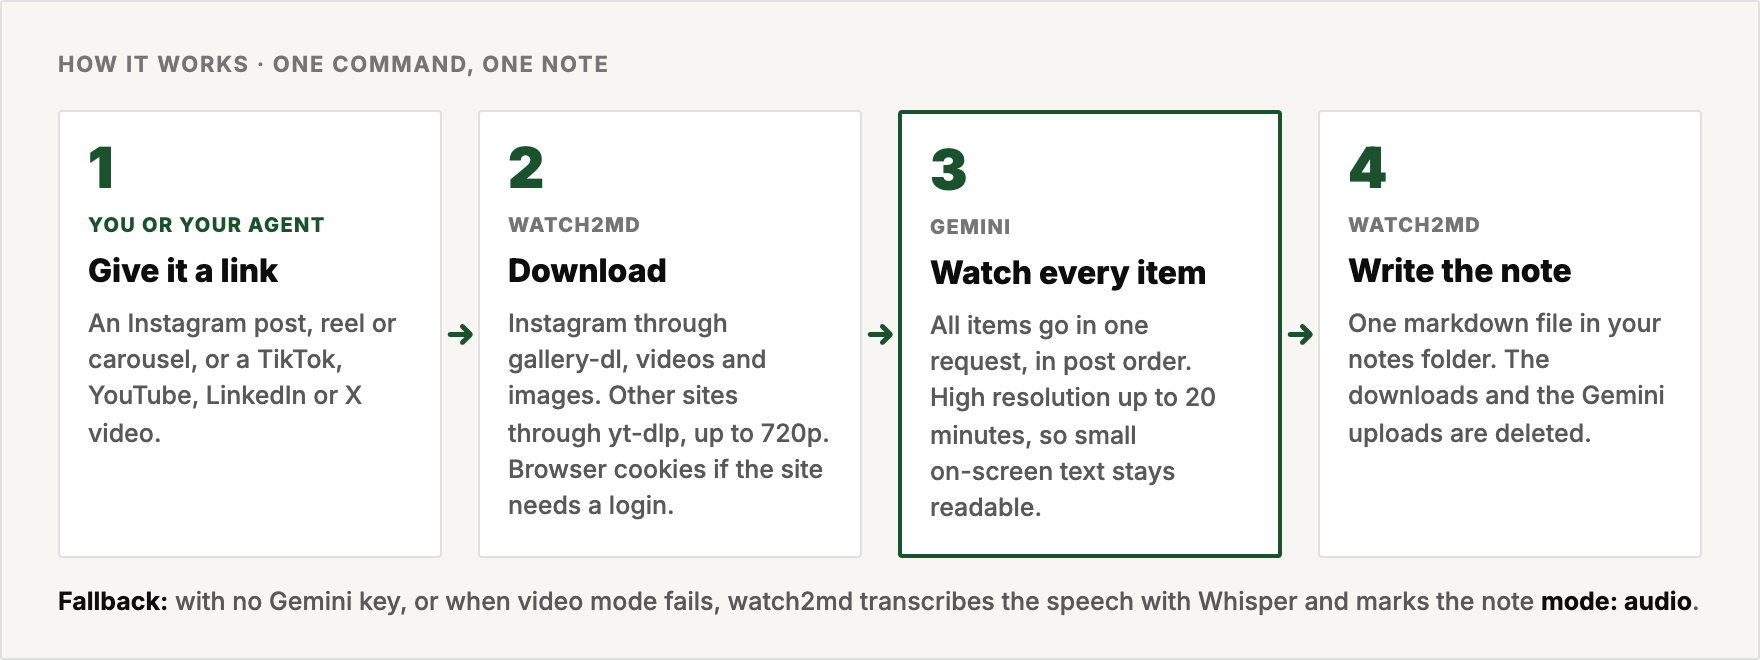 HOW IT WORKS · ONE COMMAND, ONE NOTE
1
YOU OR YOUR AGENT
Give it a link
An Instagram post, reel or
carousel, or a TikTok,
YouTube, LinkedIn or X
video.
→
2
WATCH2MD
Download
Instagram through
gallery-dl, videos and
images. Other sites
through yt-dlp, up to 720p.
Browser cookies if the site
needs a login.
→
3
GEMINI
Watch every item
All items go in one
request, in post order.
High resolution up to 20
minutes, so small
on-screen text stays
readable.
→
4
WATCH2MD
Write the note
One markdown file in your
notes folder. The
downloads and the Gemini
uploads are deleted.
Fallback: with no Gemini key, or when video mode fails, watch2md transcribes the speech with Whisper and marks the note mode: audio.